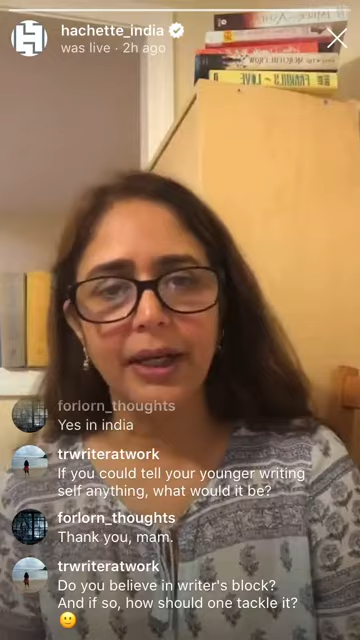 hachette_india
was live · 2h ago
forlorn_thoughts
Yes in india
trwriteratwork
If you could tell your younger writing
self anything, what would it be?
forlorn_thoughts
Thank you, mam.
trwriteratwork
Do you believe in writer's block?
And if so, how should one tackle it?
🙂